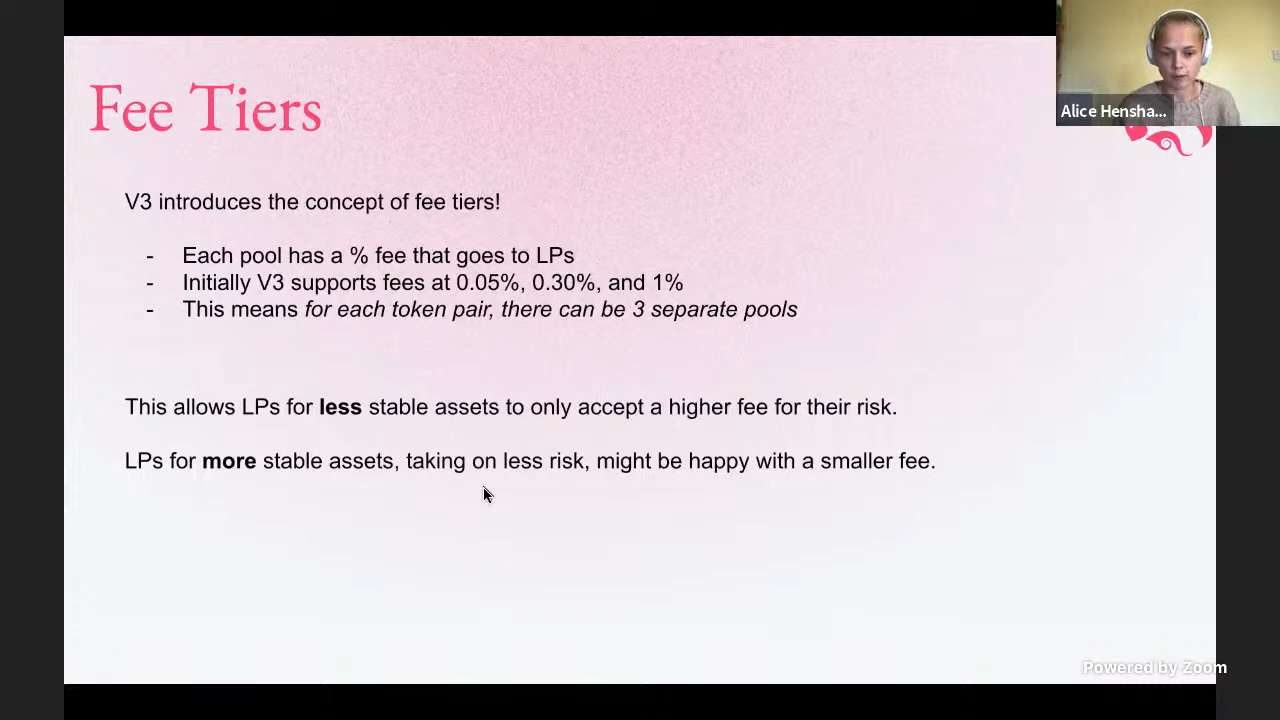 Fee Tiers
Alice Hensha...
V3 introduces the concept of fee tiers!
- Each pool has a % fee that goes to LPs
- Initially V3 supports fees at 0.05%, 0.30%, and 1%
- This means for each token pair, there can be 3 separate pools
This allows LPs for less stable assets to only accept a higher fee for their risk.
LPs for more stable assets, taking on less risk, might be happy with a smaller fee.
Powered by Zoom